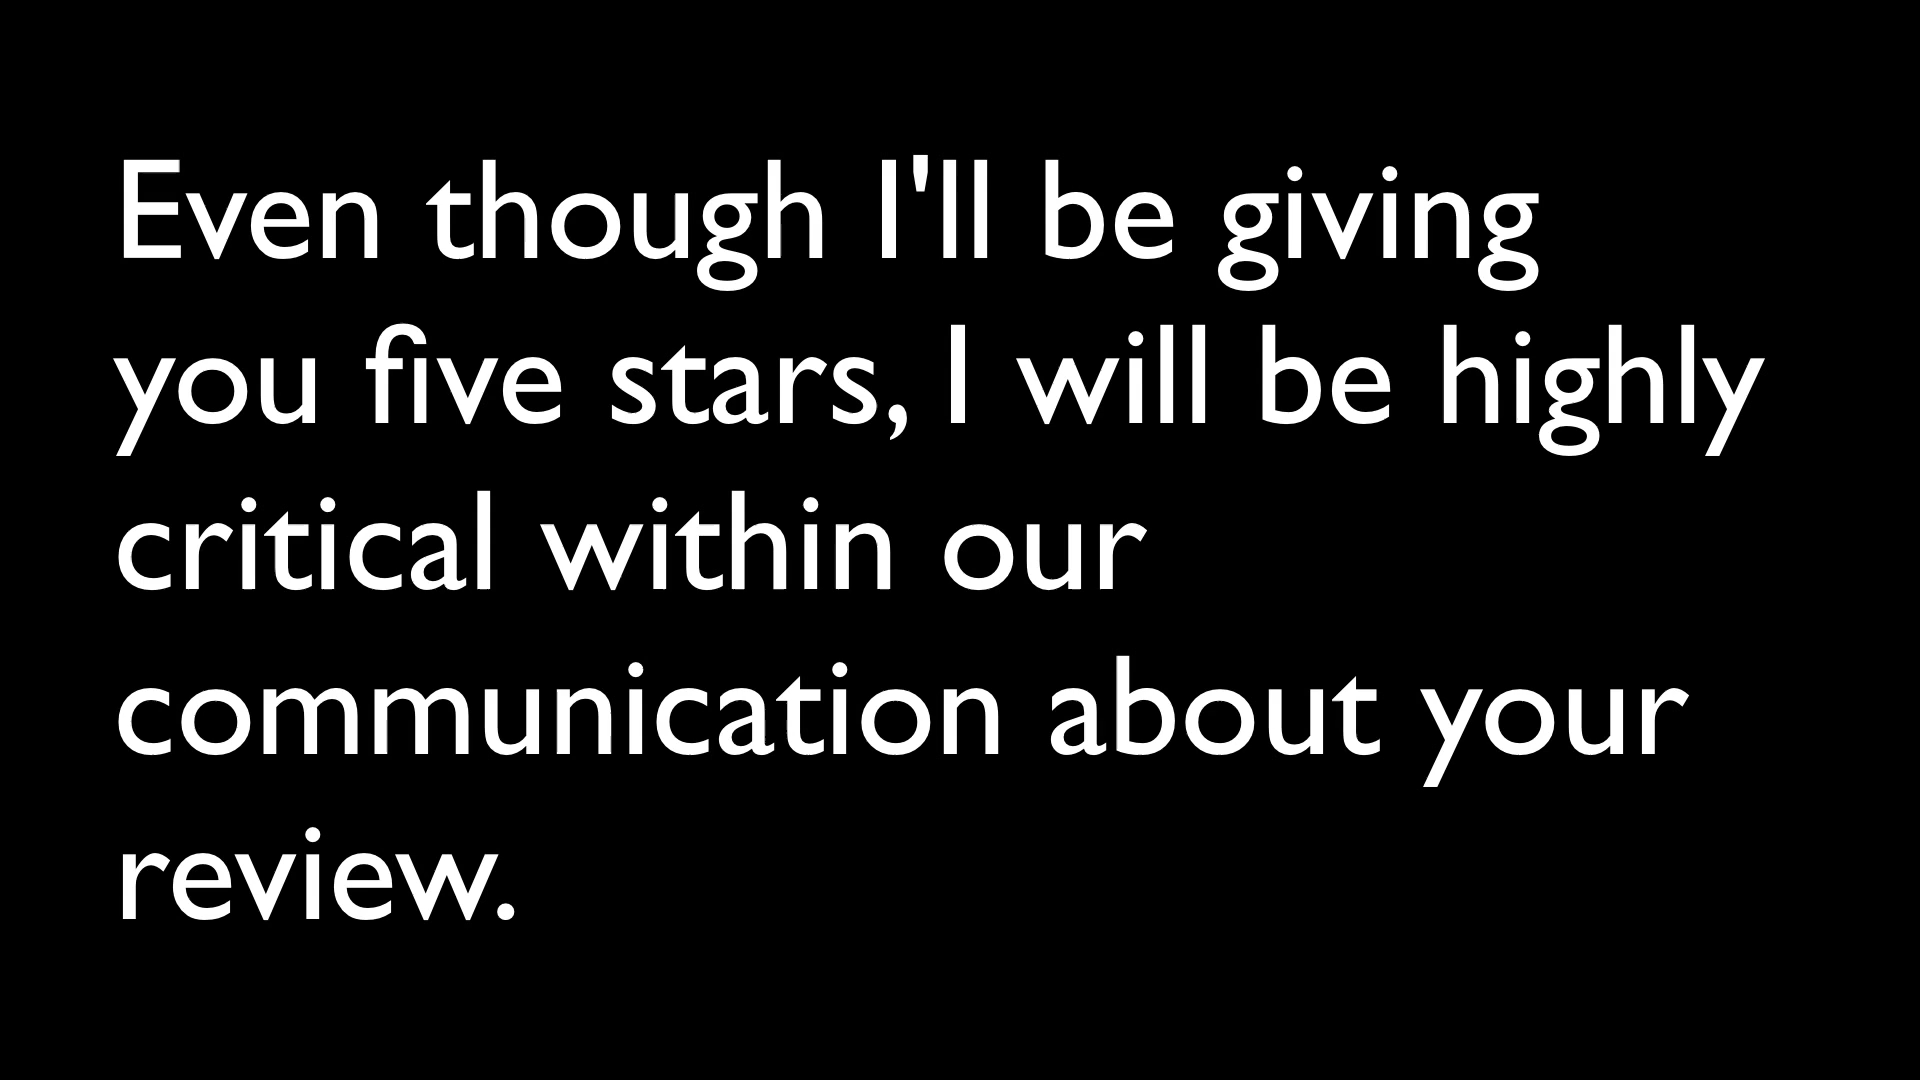 Even though I'll be giving
you five stars, I will be highly
critical within our
communication about your
review.